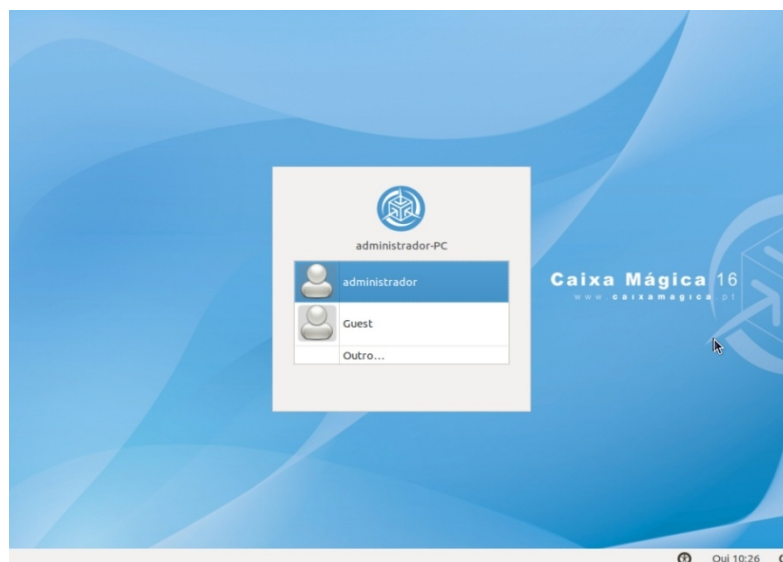 administrador-PC
administrador
Guest
Outro...
Caixa Mágica 16
www.caixamagica.pt
Qui 10:26